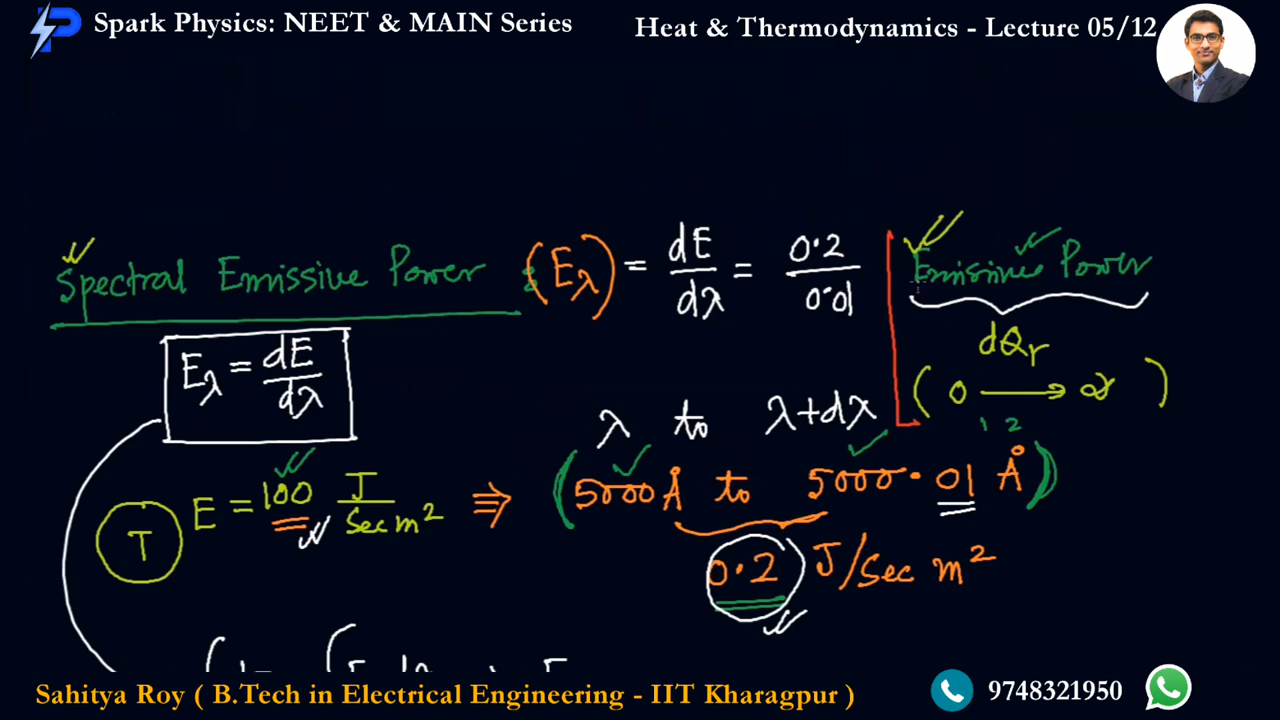 Spark Physics: NEET & MAIN Series
Heat & Thermodynamics - Lecture 05/12
Spectral Emissive Power : (Eλ) = dE/dλ = 0.2/0.01
Emissive Power
Eλ = dE/dλ
dQr
(0 → ∞)
λ to λ+dλ
1 2
T E = 100 J/Sec m² ⇒ (5000 Å to 5000.01 Å)
0.2 J/Sec m²
Sahitya Roy ( B.Tech in Electrical Engineering - IIT Kharagpur )
9748321950